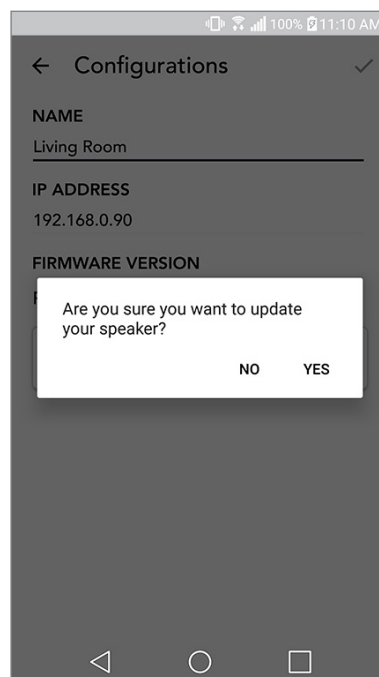 100% 11:10 AM
Configurations
NAME
Living Room
IP ADDRESS
192.168.0.90
FIRMWARE VERSION
Are you sure you want to update
your speaker?
NO YES